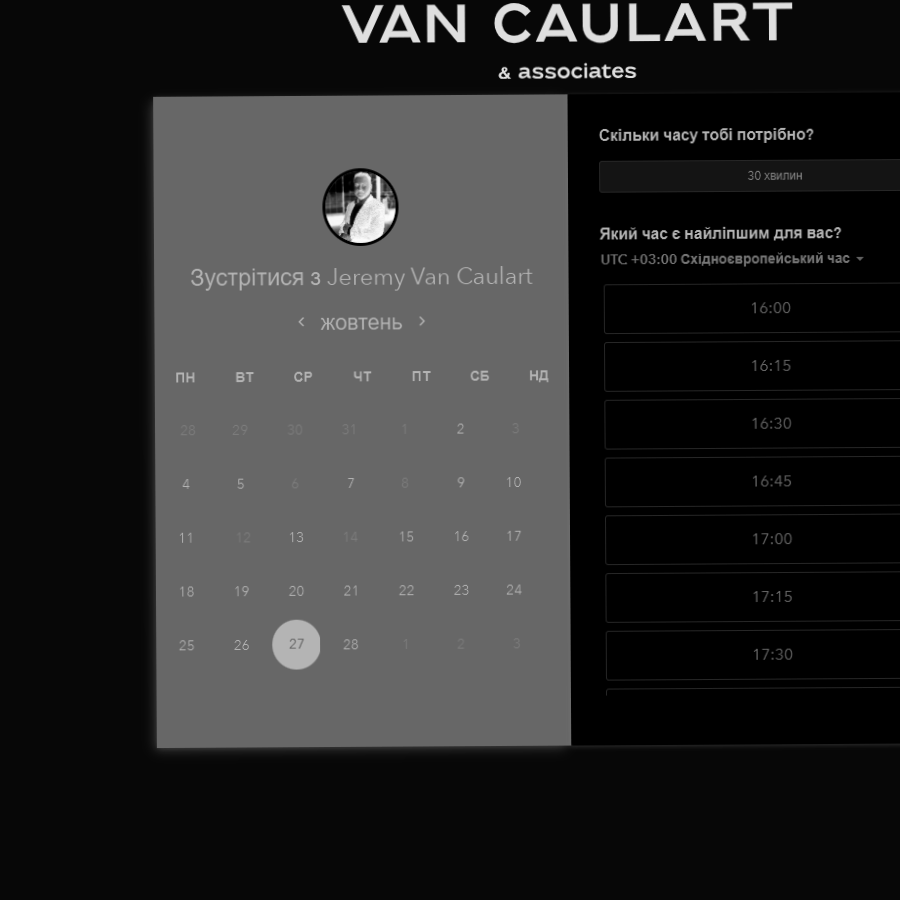 VAN CAULART
& associates
Зустрітися з Jeremy Van Caulart
жовтень
ПН ВТ СР ЧТ ПТ СБ НД
28 29 30 31 1 2 3
4 5 6 7 8 9 10
11 12 13 14 15 16 17
18 19 20 21 22 23 24
25 26 27 28 1 2 3
Скільки часу тобі потрібно?
30 хвилин
Який час є найліпшим для вас?
UTC +03:00 Східноєвропейський час
16:00
16:15
16:30
16:45
17:00
17:15
17:30